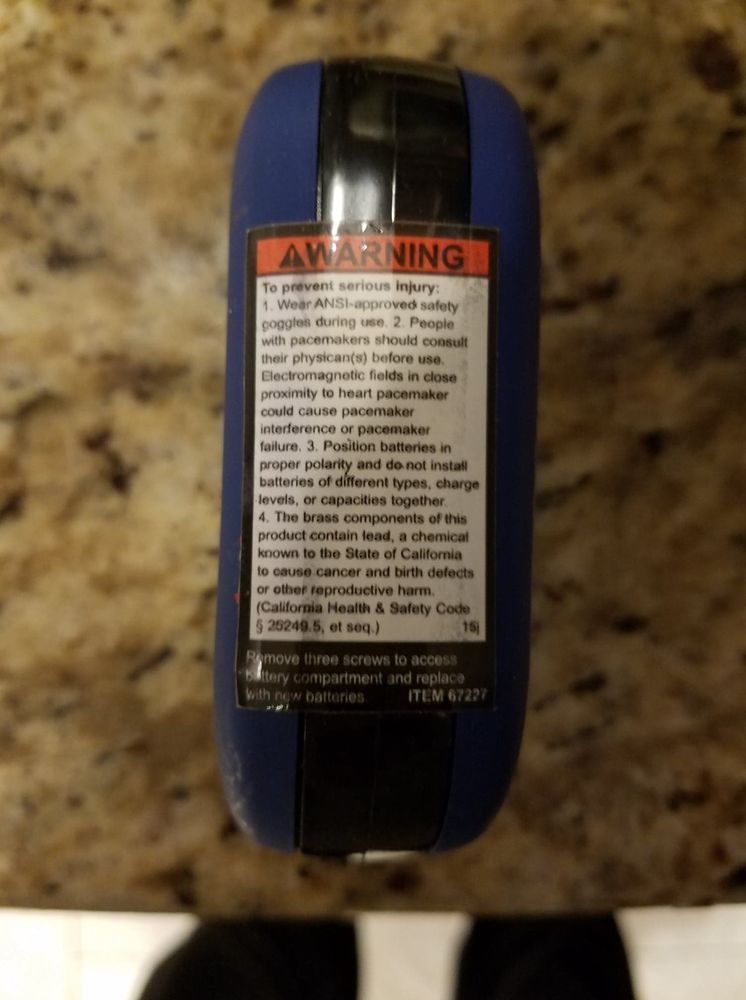 ⚠WARNING
To prevent serious injury:
1. Wear ANSI-approved safety
goggles during use. 2. People
with pacemakers should consult
their physican(s) before use.
Electromagnetic fields in close
proximity to heart pacemaker
could cause pacemaker
interference or pacemaker
failure. 3. Position batteries in
proper polarity and do not install
batteries of different types, charge
levels, or capacities together.
4. The brass components of this
product contain lead, a chemical
known to the State of California
to cause cancer and birth defects
or other reproductive harm.
(California Health & Safety Code
§ 25249.5, et seq.) 15j
Remove three screws to access
battery compartment and replace
with new batteries. ITEM 67227